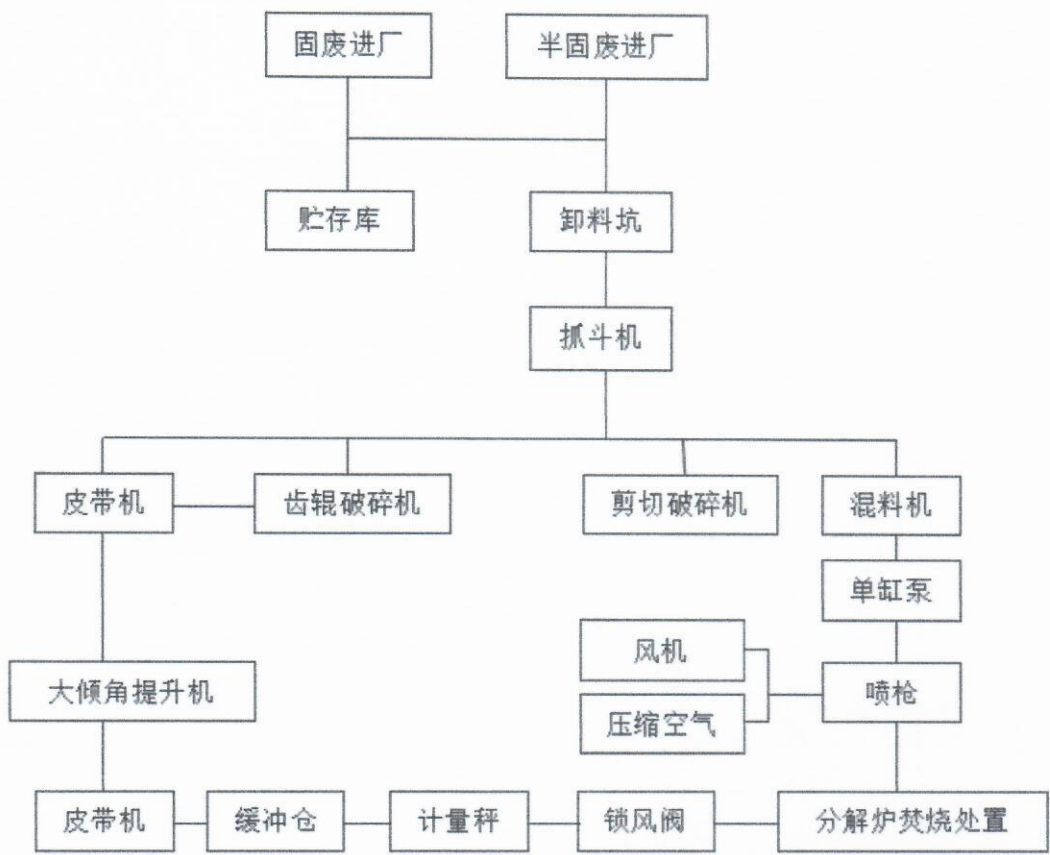 固废进厂
半固废进厂
贮存库
卸料坑
抓斗机
皮带机
齿辊破碎机
剪切破碎机
混料机
单缸泵
风机
大倾角提升机
喷枪
压缩空气
皮带机
缓冲仓
计量秤
锁风阀
分解炉焚烧处置